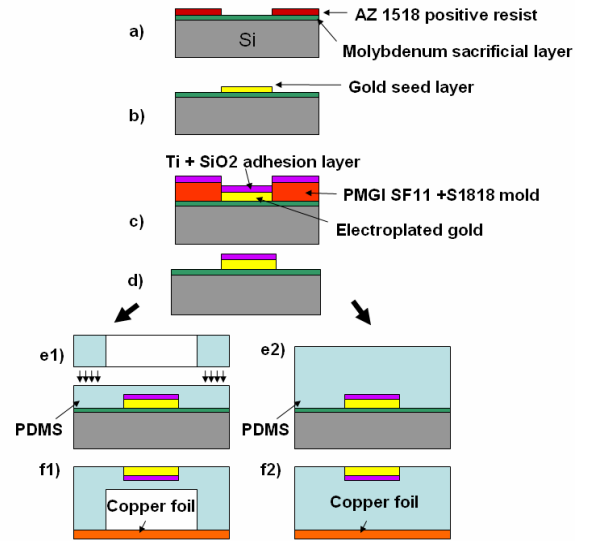 a)
AZ 1518 positive resist
Si
Molybdenum sacrificial layer
b)
Gold seed layer
Ti + SiO2 adhesion layer
PMGI SF11 +S1818 mold
c)
Electroplated gold
d)
e1)
e2)
PDMS
PDMS
f1)
f2)
Copper foil
Copper foil